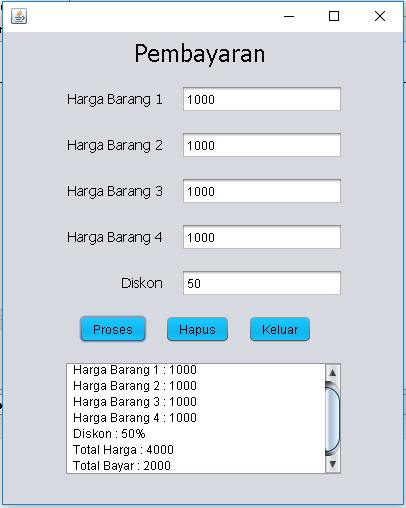 Pembayaran
Harga Barang 1 1000
Harga Barang 2 1000
Harga Barang 3 1000
Harga Barang 4 1000
Diskon 50
Proses Hapus Keluar
Harga Barang 1 : 1000
Harga Barang 2 : 1000
Harga Barang 3 : 1000
Harga Barang 4 : 1000
Diskon : 50%
Total Harga : 4000
Total Bayar : 2000